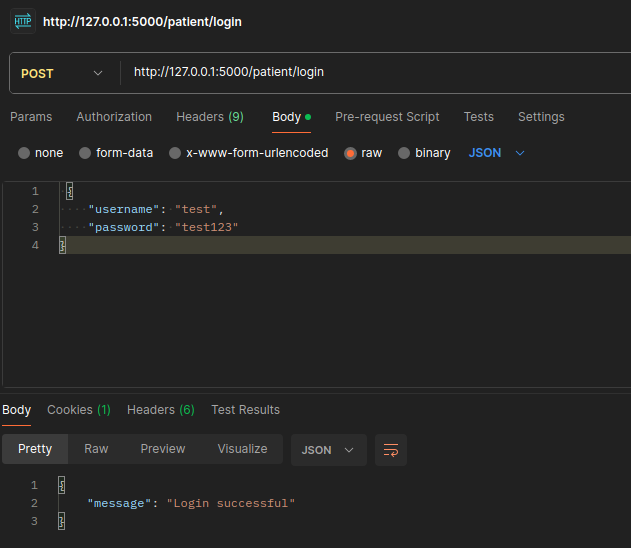 HTTP http://127.0.0.1:5000/patient/login
POST http://127.0.0.1:5000/patient/login
Params Authorization Headers (9) Body Pre-request Script Tests Settings
none form-data x-www-form-urlencoded raw binary JSON
1 {
2 "username": "test",
3 "password": "test123"
4 }
Body Cookies (1) Headers (6) Test Results
Pretty Raw Preview Visualize JSON
1 {
2 "message": "Login successful"
3 }